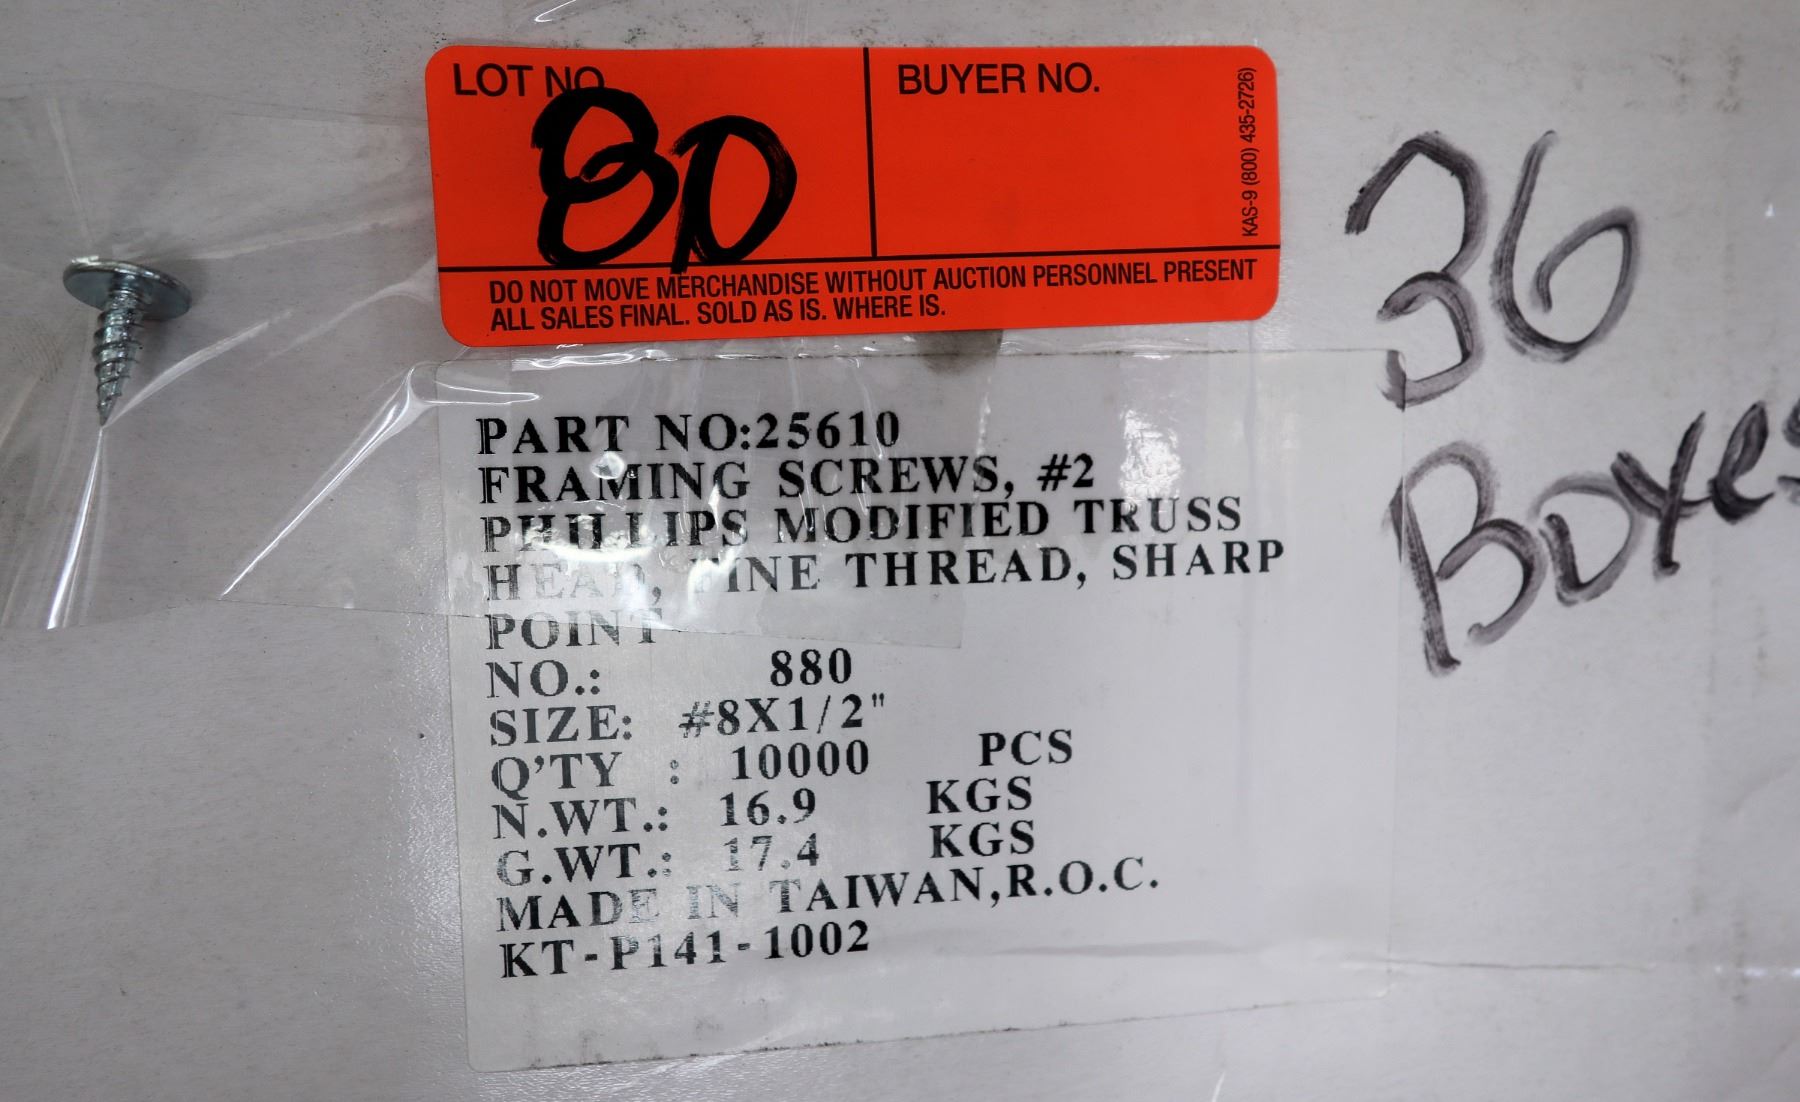 LOT NO.
80
BUYER NO.
KAS-9 (800) 435-2726)
DO NOT MOVE MERCHANDISE WITHOUT AUCTION PERSONNEL PRESENT
ALL SALES FINAL. SOLD AS IS. WHERE IS.
36
Boxes
PART NO:25610
FRAMING SCREWS, #2
PHILLIPS MODIFIED TRUSS
HEAD, FINE THREAD, SHARP
POINT
NO.: 880
SIZE: #8X1/2"
Q'TY : 10000 PCS
N.WT.: 16.9 KGS
G.WT.: 17.4 KGS
MADE IN TAIWAN,R.O.C.
KT-P141-1002